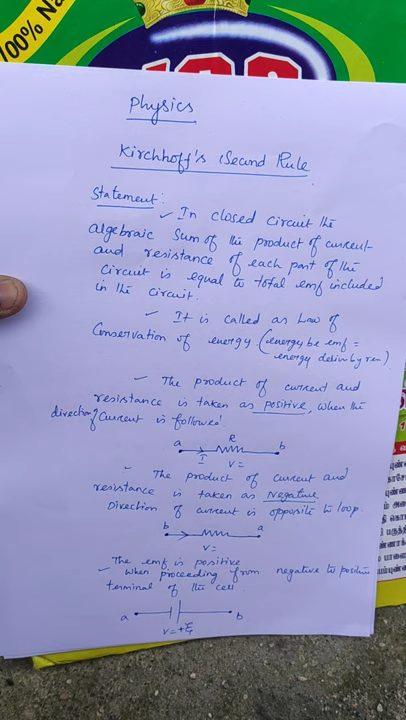 100% Na
Physics
Kirchhoff's Second Rule
Statement:
✓ In closed circuit the
algebraic sum of the product of current
and resistance of each part of the
circuit is equal to total emf included
in the circuit.
✓ It is called as Law of
Conservation of energy (energy be emf =
energy deliv by res)
✓ The product of current and
resistance is taken as positive, when the
direction of current is followed
a R b
I V=
The product of current and
resistance is taken as Negative
Direction of current is opposite to loop.
b a
V=
The emf is positive
✓ When proceeding from negative to positive
terminal of the cell.
a b
V=+ξ